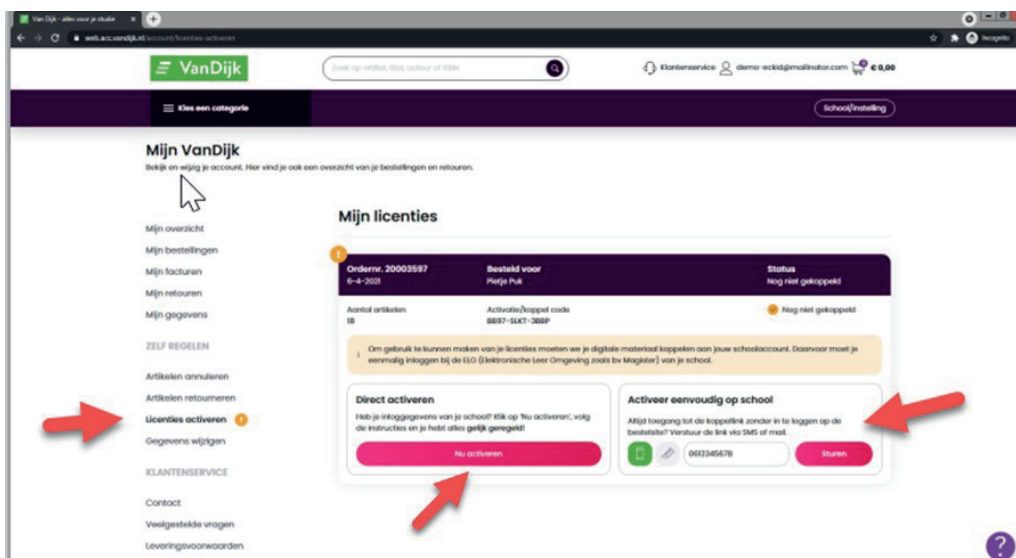 Van Dijk - alles voor je studie
web.acc.vandijk.nl/account/licenties-activeren
Incognito
VanDijk
Zoek op artikel, titel, auteur of ISBN
Klantenservice
demo-eckid@mailinator.com
€ 0,00
Kies een categorie
School/instelling
Mijn VanDijk
Bekijk en wijzig je account. Hier vind je ook een overzicht van je bestellingen en retouren.
Mijn overzicht
Mijn bestellingen
Mijn facturen
Mijn retouren
Mijn gegevens
ZELF REGELEN
Artikelen annuleren
Artikelen retourneren
Licenties activeren !
Gegevens wijzigen
KLANTENSERVICE
Contact
Veelgestelde vragen
Leveringsvoorwaarden
Mijn licenties
!
Ordernr. 20003597 Besteld voor Status
6-4-2021 Pietje Puk Nog niet gekoppeld
Aantal artikelen Activatie/koppel code Nog niet gekoppeld
18 BB97-SLKT-3BBP
i Om gebruik te kunnen maken van je licenties moeten we je digitale materiaal koppelen aan jouw schoolaccount. Daarvoor moet je
eenmalig inloggen bij de ELO (Elektronische Leer Omgeving zoals bv Magister) van je school.
Direct activeren
Heb je inloggegevens van je school? Klik op 'Nu activeren', volg
de instructies en je hebt alles gelijk geregeld!
Nu activeren
Activeer eenvoudig op school
Altijd toegang tot de koppellink zonder in te loggen op de
bestelsite? Verstuur de link via SMS of mail.
0612345678
Sturen
?